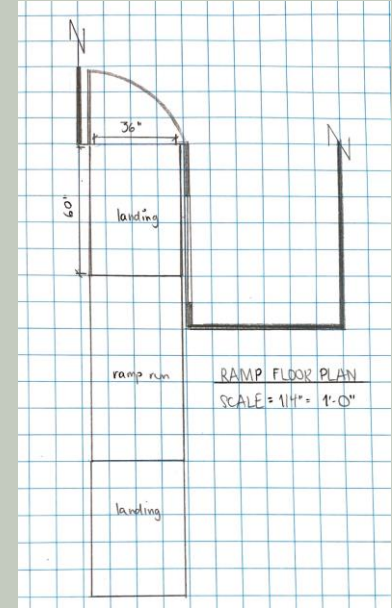 N
36"
N
60"
landing
ramp run
RAMP FLOOR PLAN
SCALE = 1/4" = 1'-0"
landing